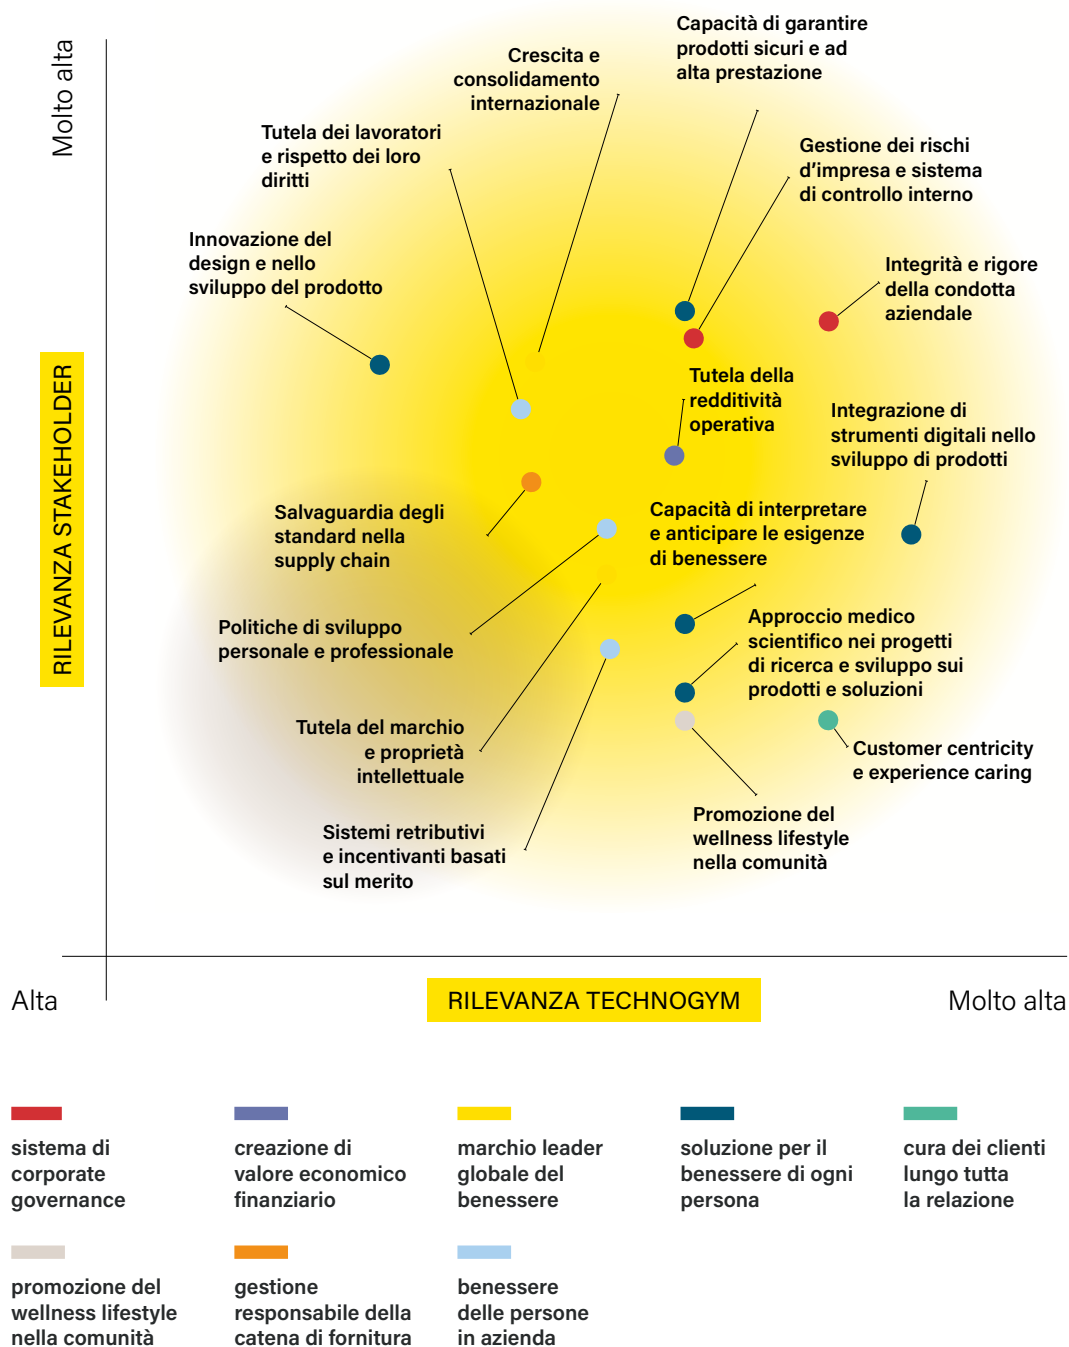 Molto alta
RILEVANZA STAKEHOLDER
Capacità di garantire
prodotti sicuri e ad
alta prestazione
Crescita e
consolidamento
internazionale
Tutela dei lavoratori
e rispetto dei loro
diritti
Gestione dei rischi
d'impresa e sistema
di controllo interno
Innovazione del
design e nello
sviluppo del prodotto
Integrità e rigore
della condotta
aziendale
Tutela della
redditività
operativa
Integrazione di
strumenti digitali nello
sviluppo di prodotti
Salvaguardia degli
standard nella
supply chain
Capacità di interpretare
e anticipare le esigenze
di benessere
Politiche di sviluppo
personale e professionale
Approccio medico
scientifico nei progetti
di ricerca e sviluppo sui
prodotti e soluzioni
Tutela del marchio
e proprietà
intellettuale
Customer centricity
e experience caring
Sistemi retributivi
e incentivanti basati
sul merito
Promozione del
wellness lifestyle
nella comunità
Alta
RILEVANZA TECHNOGYM
Molto alta
sistema di
corporate
governance
creazione di
valore economico
finanziario
marchio leader
globale del
benessere
soluzione per il
benessere di ogni
persona
cura dei clienti
lungo tutta
la relazione
promozione del
wellness lifestyle
nella comunità
gestione
responsabile della
catena di fornitura
benessere
delle persone
in azienda